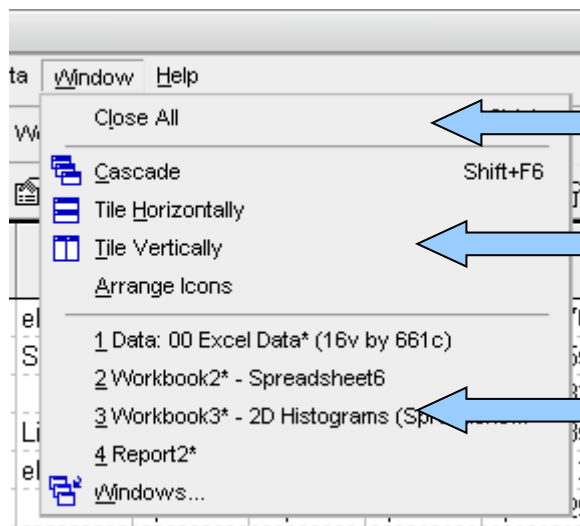 ta Window Help
Close All
Cascade Shift+F6
Tile Horizontally
Tile Vertically
Arrange Icons
1 Data: 00 Excel Data* (16v by 661c)
2 Workbook2* - Spreadsheet6
3 Workbook3* - 2D Histograms
4 Report2*
Windows...